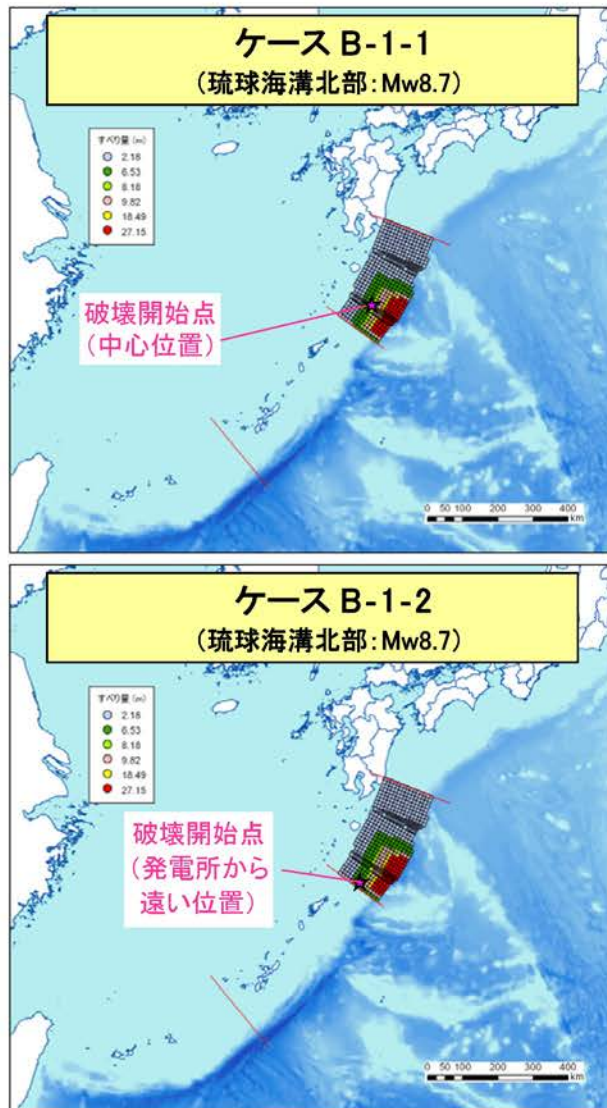 ケース B-1-1
(琉球海溝北部:Mw8.7)
すべり量 (m)
2.18
6.53
8.18
9.82
18.49
27.15
破壊開始点
(中心位置)
0 50 100 200 300 400
km
ケース B-1-2
(琉球海溝北部:Mw8.7)
すべり量 (m)
2.18
6.53
8.18
9.82
18.49
27.15
破壊開始点
(発電所から
遠い位置)
0 50 100 200 300 400
km